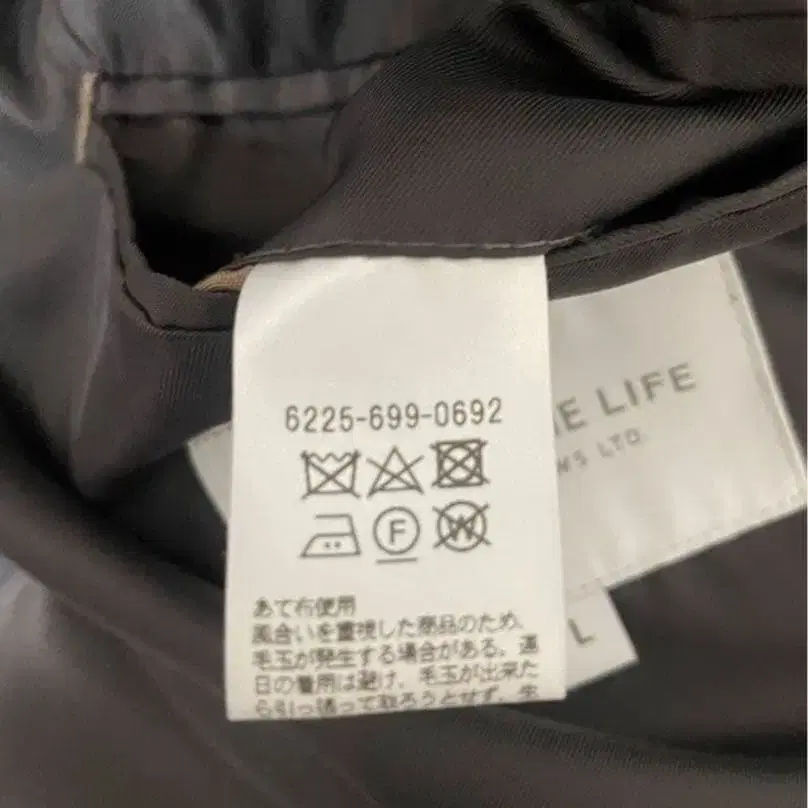 6225-699-0692
F
W
あて布使用
風合いを重視した商品のため、
毛玉が発生する場合がある。連
日の着用は避け、毛玉が出来た
ら引っ張って取ろうとせず、生
LIFE
LTD.
L